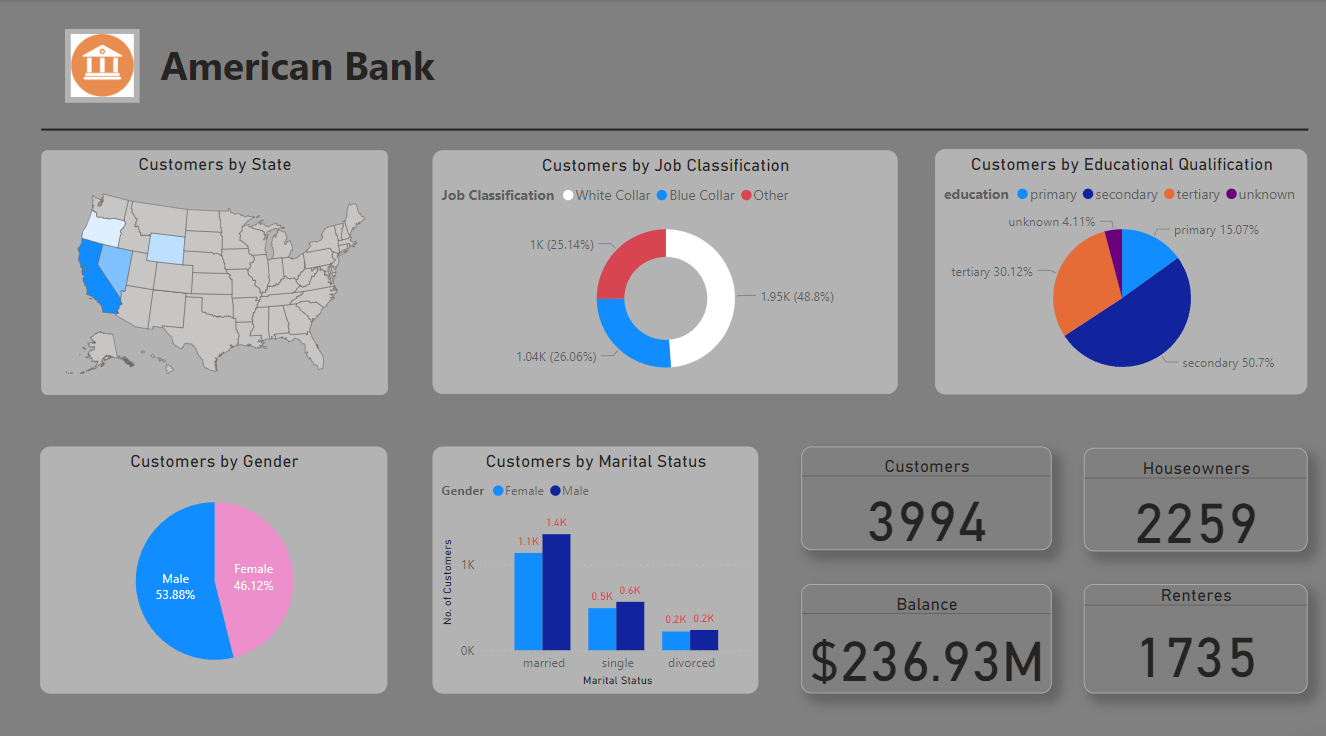 American Bank
Customers by State
Customers by Job Classification
Job Classification White Collar Blue Collar Other
1K (25.14%)
1.95K (48.8%)
1.04K (26.06%)
Customers by Educational Qualification
education primary secondary tertiary unknown
unknown 4.11%
primary 15.07%
tertiary 30.12%
secondary 50.7%
Customers by Gender
Male
53.88%
Female
46.12%
Customers by Marital Status
Gender Female Male
No. of Customers
1K
0K
1.1K
1.4K
0.5K
0.6K
0.2K
0.2K
married
single
divorced
Marital Status
Customers
3994
Houseowners
2259
Balance
$236.93M
Renteres
1735